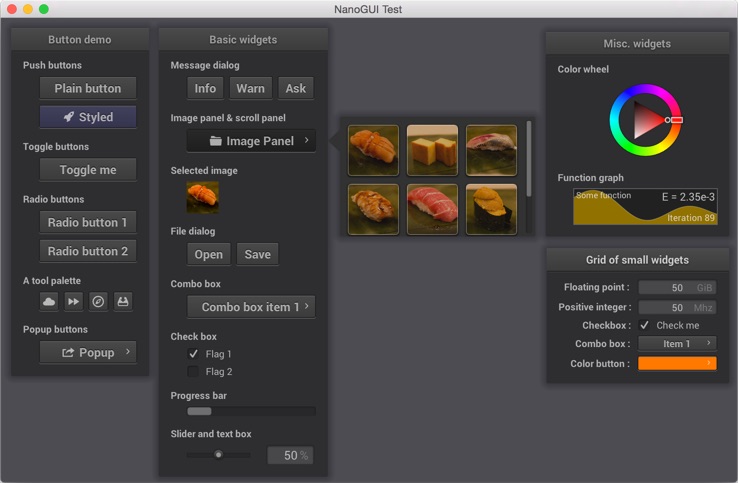 NanoGUI Test
Button demo
Push buttons
Plain button
Styled
Toggle buttons
Toggle me
Radio buttons
Radio button 1
Radio button 2
A tool palette
Popup buttons
Popup
Basic widgets
Message dialog
Info Warn Ask
Image panel & scroll panel
Image Panel
Selected image
File dialog
Open Save
Combo box
Combo box item 1
Check box
Flag 1
Flag 2
Progress bar
Slider and text box
50 %
Misc. widgets
Color wheel
Function graph
Some function E = 2.35e-3
Iteration 89
Grid of small widgets
Floating point : 50 GiB
Positive integer : 50 Mhz
Checkbox : Check me
Combo box : Item 1
Color button :